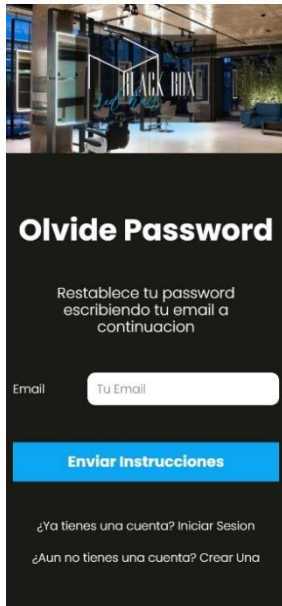 BLACK BOX
Olvide Password
Restablece tu password
escribiendo tu email a
continuacion
Email
Tu Email
Enviar Instrucciones
¿Ya tienes una cuenta? Iniciar Sesion
¿Aun no tienes una cuenta? Crear Una